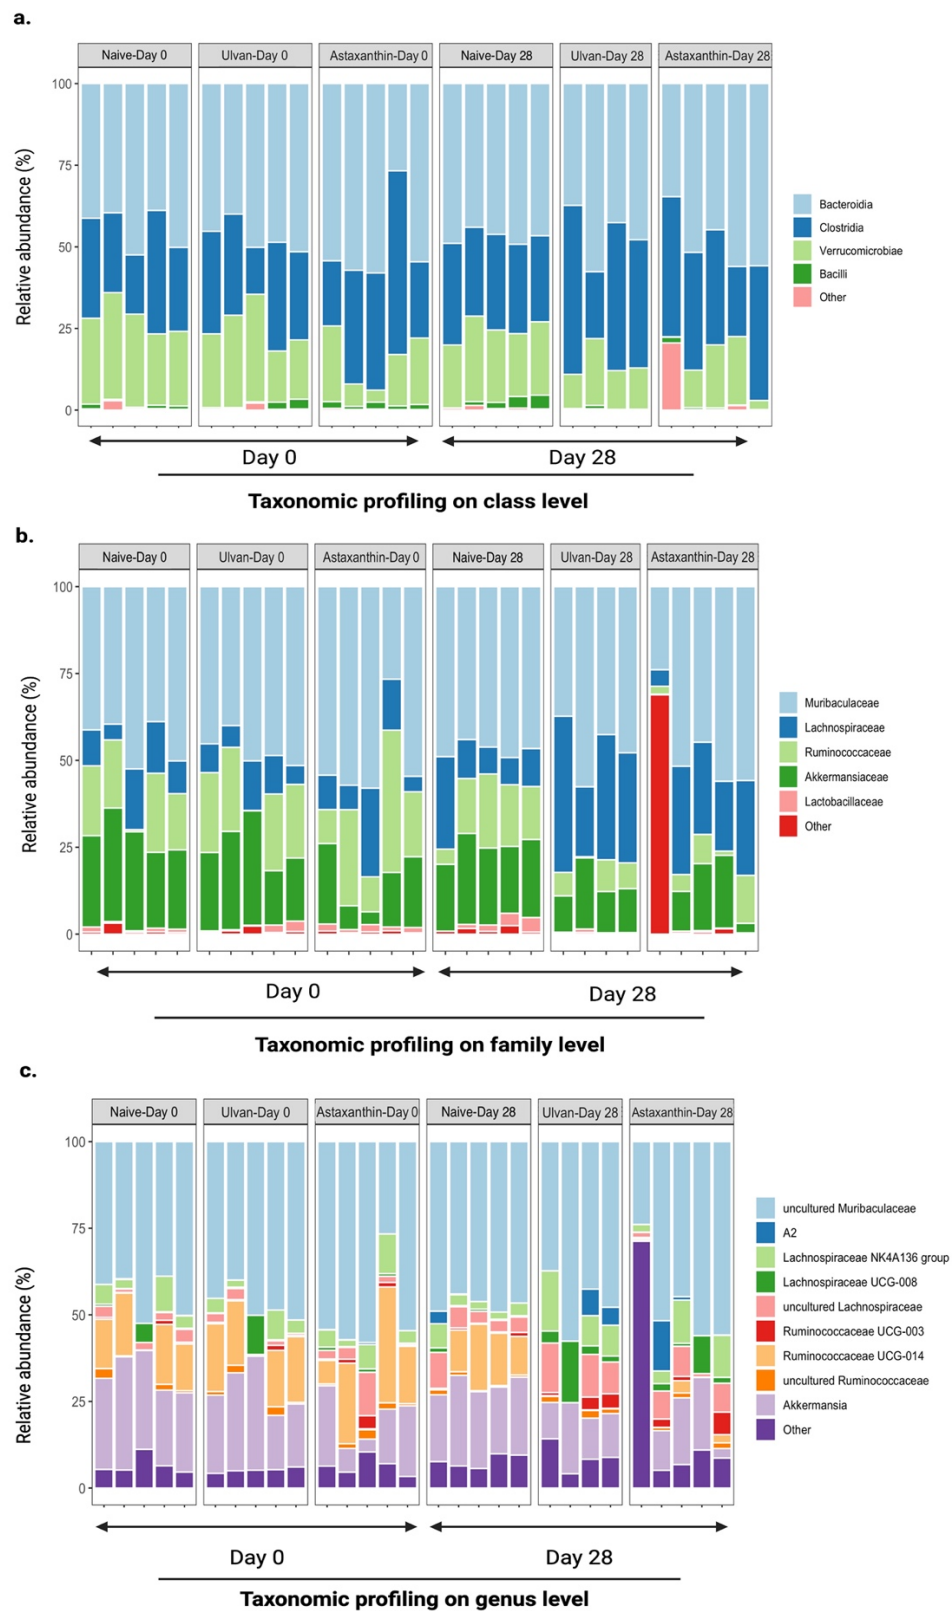 a.
Naive-Day 0 Ulvan-Day 0 Astaxanthin-Day 0 Naive-Day 28 Ulvan-Day 28 Astaxanthin-Day 28
Relative abundance (%)
100
75
50
25
0
Bacteroidia
Clostridia
Verrucomicrobiae
Bacilli
Other
Day 0 Day 28
Taxonomic profiling on class level
b.
Naive-Day 0 Ulvan-Day 0 Astaxanthin-Day 0 Naive-Day 28 Ulvan-Day 28 Astaxanthin-Day 28
Relative abundance (%)
100
75
50
25
0
Muribaculaceae
Lachnospiraceae
Ruminococcaceae
Akkermansiaceae
Lactobacillaceae
Other
Day 0 Day 28
Taxonomic profiling on family level
c.
Naive-Day 0 Ulvan-Day 0 Astaxanthin-Day 0 Naive-Day 28 Ulvan-Day 28 Astaxanthin-Day 28
Relative abundance (%)
100
75
50
25
0
uncultured Muribaculaceae
A2
Lachnospiraceae NK4A136 group
Lachnospiraceae UCG-008
uncultured Lachnospiraceae
Ruminococcaceae UCG-003
Ruminococcaceae UCG-014
uncultured Ruminococcaceae
Akkermansia
Other
Day 0 Day 28
Taxonomic profiling on genus level